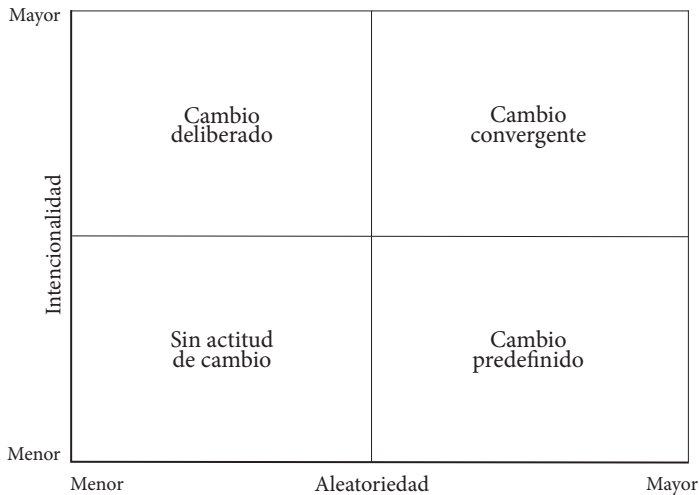 Mayor
Cambio
deliberado
Cambio
convergente
Intencionalidad
Sin actitud
de cambio
Cambio
predefinido
Menor
Menor
Aleatoriedad
Mayor